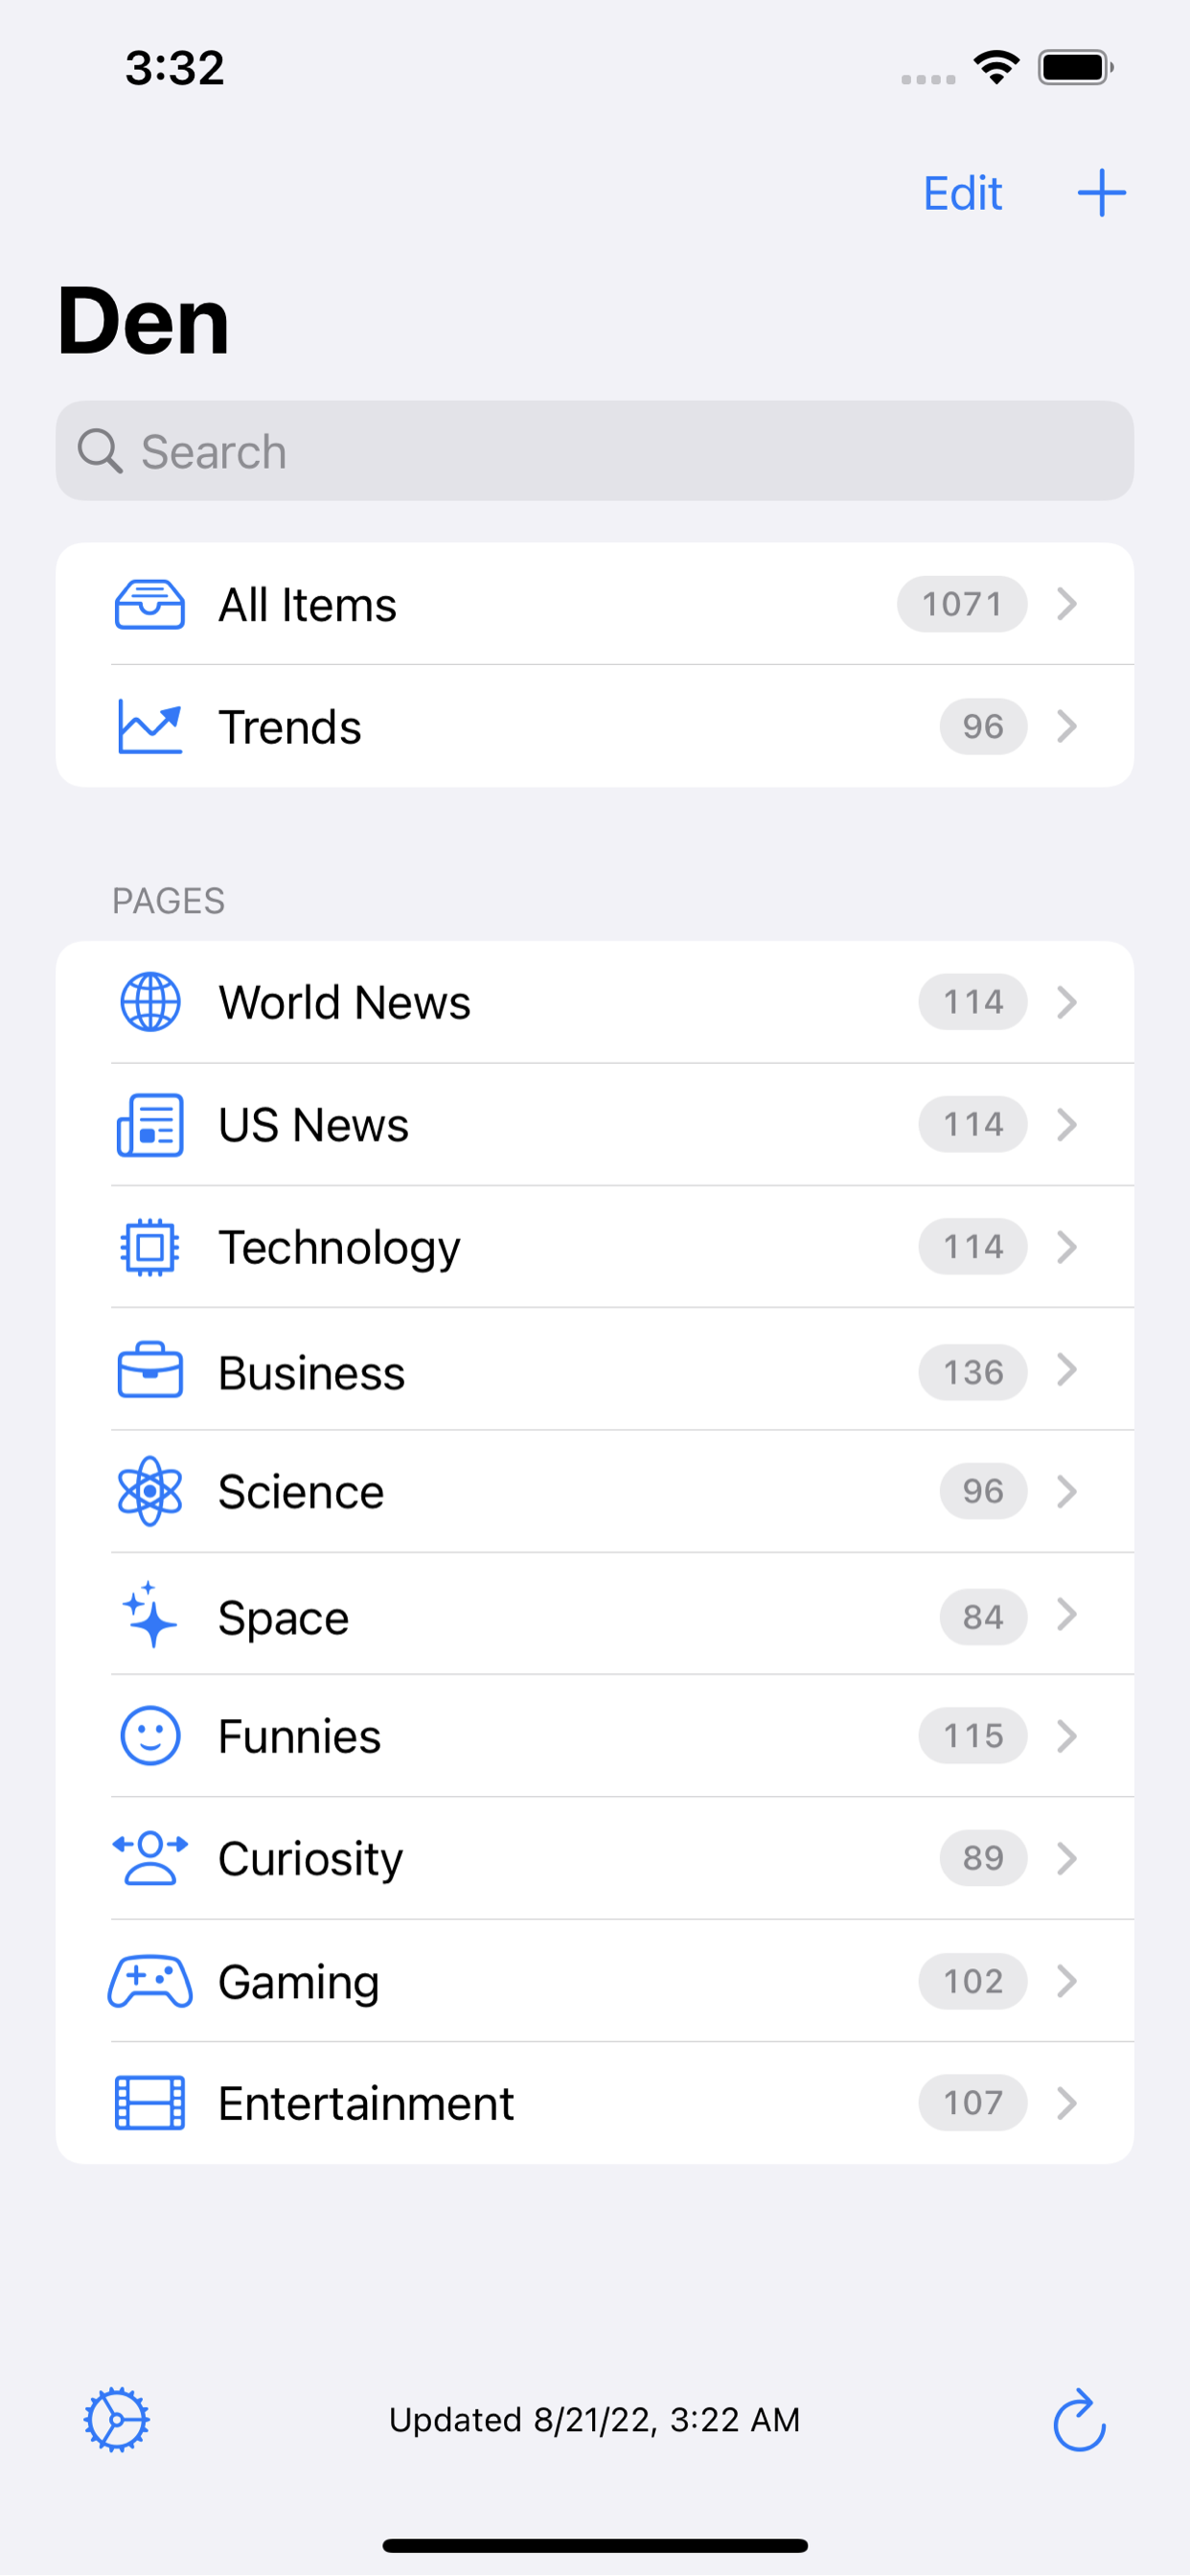 3:32
Edit
Den
Search
All Items 1071
Trends 96
PAGES
World News 114
US News 114
Technology 114
Business 136
Science 96
Space 84
Funnies 115
Curiosity 89
Gaming 102
Entertainment 107
Updated 8/21/22, 3:22 AM